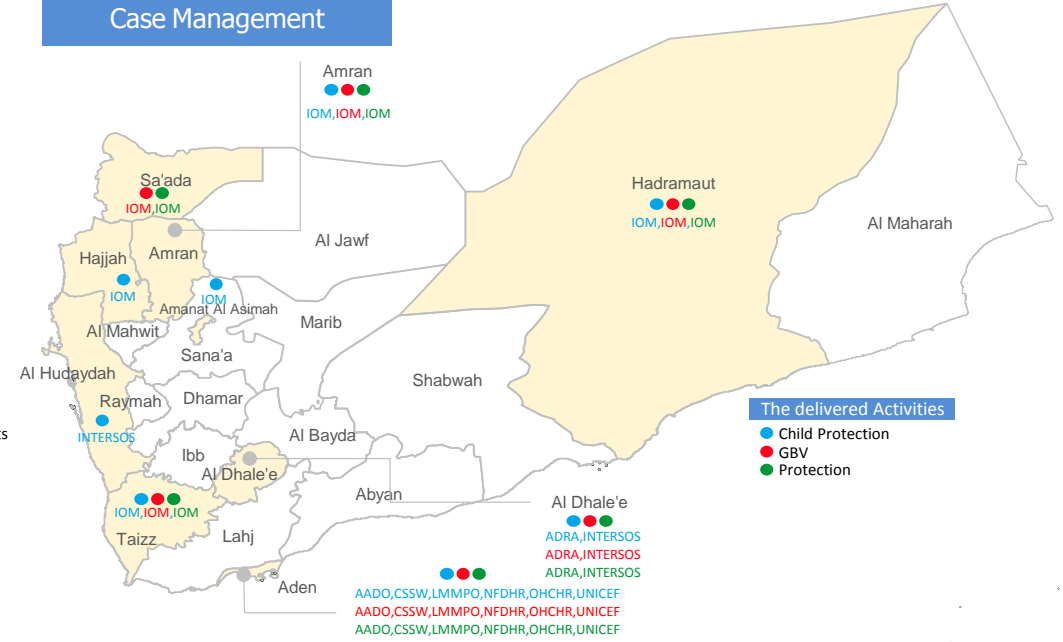 Case Management
Amran
IOM,IOM,IOM
Sa'ada
IOM,IOM
Hadramaut
IOM,IOM,IOM
Al Maharah
Al Jawf
Hajjah
Amran
IOM
IOM
Amanat Al Asimah
Marib
Al Mahwit
Sana'a
Al Hudaydah
Shabwah
Raymah
Dhamar
The delivered Activities
Child Protection
GBV
Protection
INTERSOS
ts
Al Bayda
Ibb
Al Dhale'e
Abyan
Al Dhale'e
ADRA,INTERSOS
ADRA,INTERSOS
ADRA,INTERSOS
IOM,IOM,IOM
Taizz
Lahj
Aden
AADO,CSSW,LMMPO,NFDHR,OHCHR,UNICEF
AADO,CSSW,LMMPO,NFDHR,OHCHR,UNICEF
AADO,CSSW,LMMPO,NFDHR,OHCHR,UNICEF